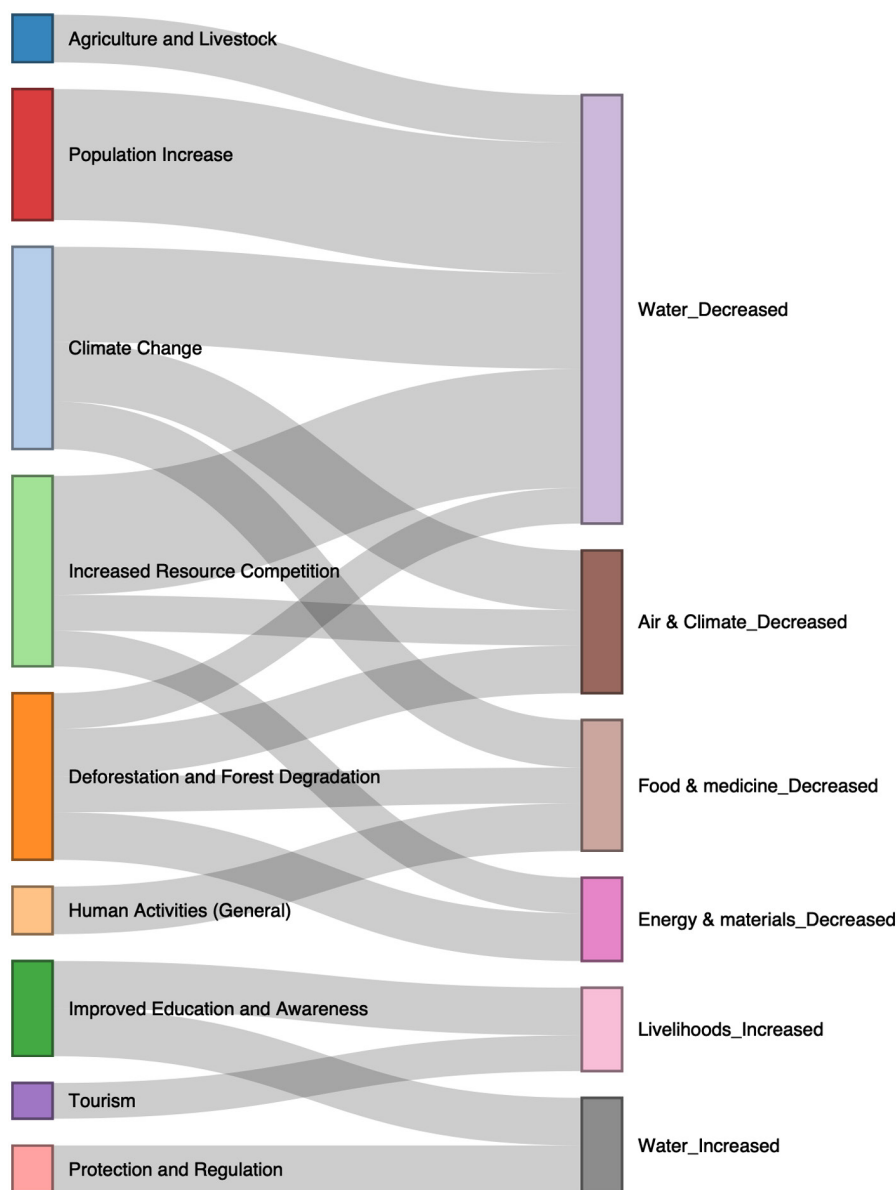 Agriculture and Livestock
Population Increase
Climate Change
Increased Resource Competition
Deforestation and Forest Degradation
Human Activities (General)
Improved Education and Awareness
Tourism
Protection and Regulation
Water_Decreased
Air & Climate_Decreased
Food & medicine_Decreased
Energy & materials_Decreased
Livelihoods_Increased
Water_Increased